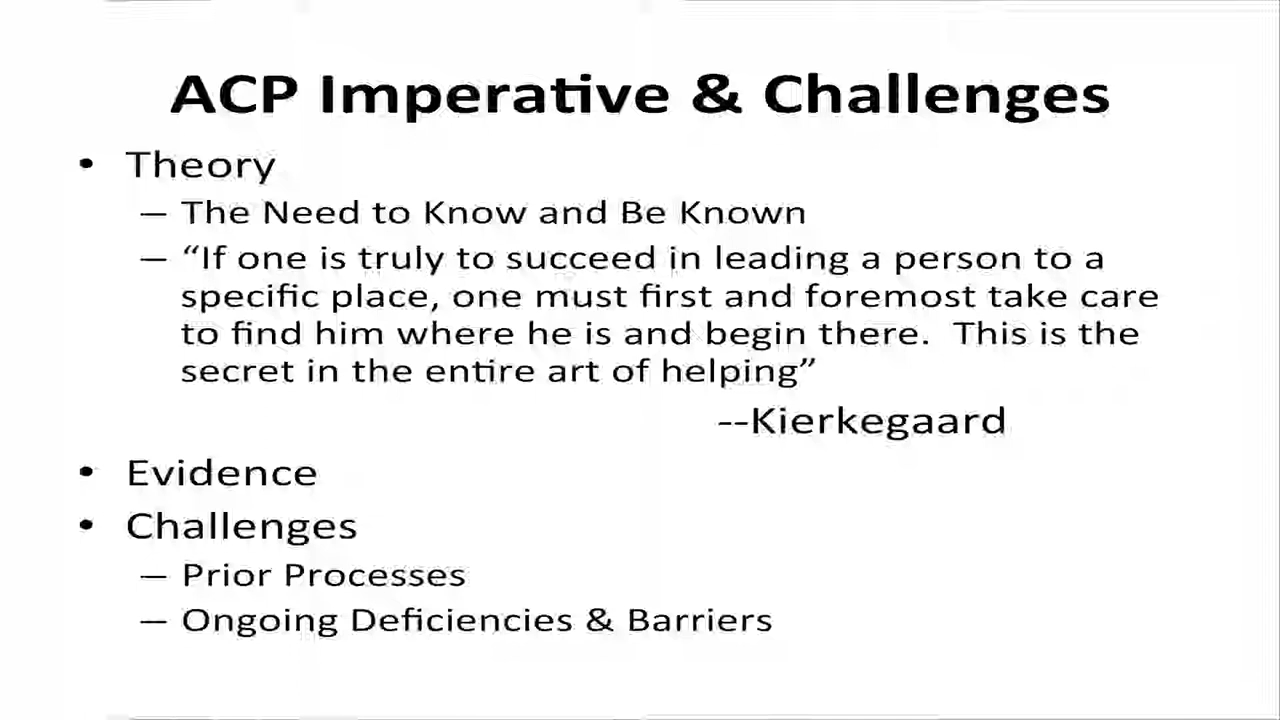 ACP Imperative & Challenges
• Theory
– The Need to Know and Be Known
– “If one is truly to succeed in leading a person to a
specific place, one must first and foremost take care
to find him where he is and begin there.  This is the
secret in the entire art of helping”
--Kierkegaard
• Evidence
• Challenges
– Prior Processes
– Ongoing Deficiencies & Barriers